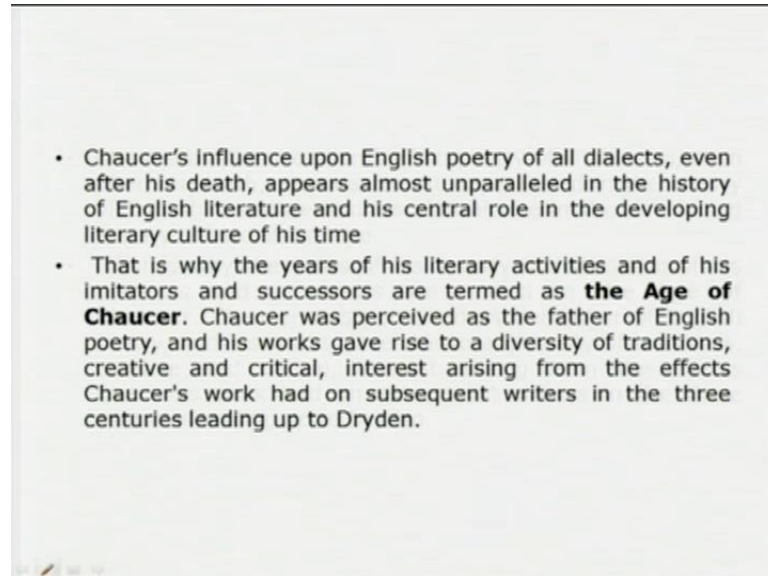 • Chaucer's influence upon English poetry of all dialects, even
after his death, appears almost unparalleled in the history
of English literature and his central role in the developing
literary culture of his time
• That is why the years of his literary activities and of his
imitators and successors are termed as the Age of
Chaucer. Chaucer was perceived as the father of English
poetry, and his works gave rise to a diversity of traditions,
creative and critical, interest arising from the effects
Chaucer's work had on subsequent writers in the three
centuries leading up to Dryden.